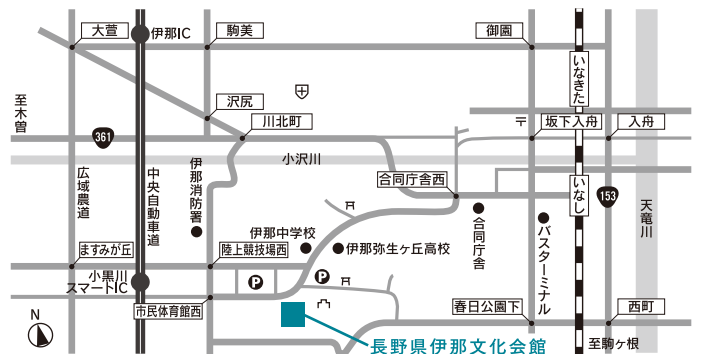 大萱
伊那IC
駒美
御園
いなきた
沢尻
至木曽
361
川北町
〒
坂下入舟
入舟
小沢川
広域農道
中央自動車道
伊那消防署
合同庁舎西
いなし
153
天竜川
合同庁舎
バスターミナル
伊那中学校
伊那弥生ヶ丘高校
ますみが丘
陸上競技場西
小黒川
スマートIC
P
P
市民体育館西
春日公園下
西町
N
長野県伊那文化会館
至駒ヶ根